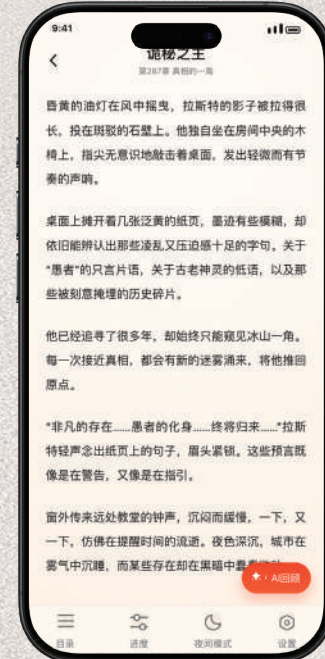 9:41
诡秘之主
第287章 真相的一角
昏黄的油灯在风中摇曳，拉斯特的影子被拉得很
长，投在斑驳的石壁上。他独自坐在房间中央的木
椅上，指尖无意识地敲击着桌面，发出轻微而有节
奏的声响。
桌面上摊开着几张泛黄的纸页，墨迹有些模糊，却
依旧能辨认出那些凌乱又压迫感十足的字句。关于
“愚者”的只言片语，关于古老神灵的低语，以及那
些被刻意掩埋的历史碎片。
他已经追寻了很多年，却始终只能窥见冰山一角。
每一次接近真相，都会有新的迷雾涌来，将他推回
原点。
“非凡的存在……愚者的化身……终将归来……”拉斯
特轻声念出纸页上的句子，眉头紧锁。这些预言既
像是在警告，又像是在指引。
窗外传来远处教堂的钟声，沉闷而缓慢，一下，又
一下，仿佛在提醒时间的流逝。夜色深沉，城市在
雾气中沉睡，而某些存在却在黑暗中
AI回顾
目录 进度 夜间模式 设置